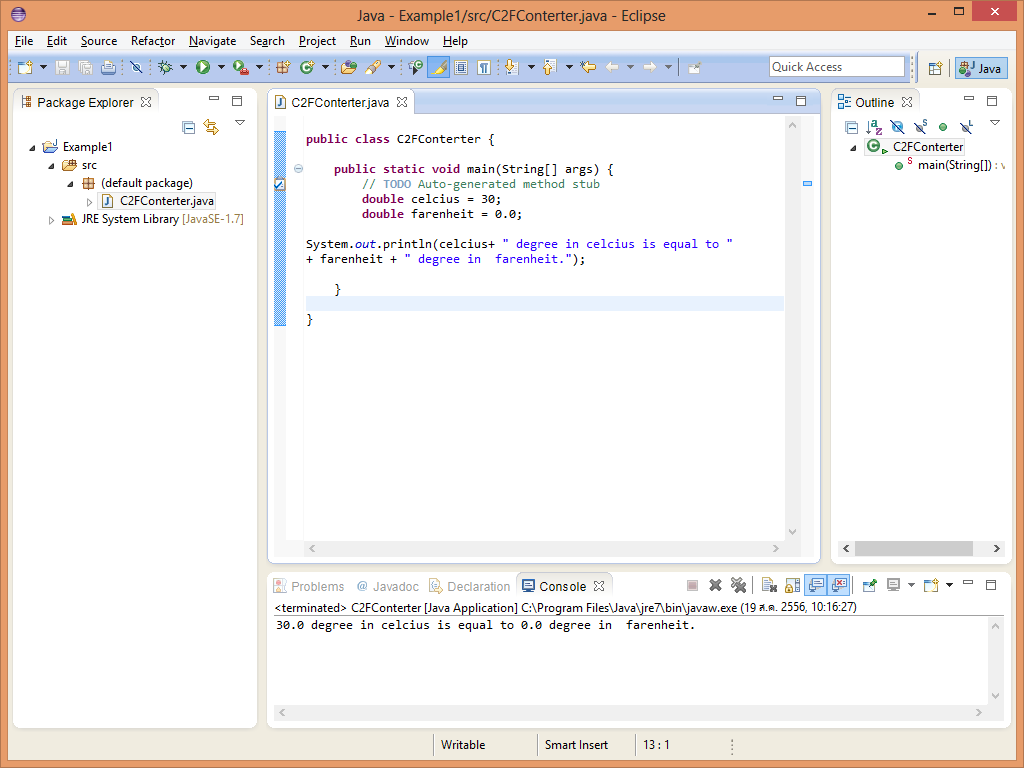 Java - Example1/src/C2FConterter.java - Eclipse
File Edit Source Refactor Navigate Search Project Run Window Help
Quick Access
Java
Package Explorer
Example1
src
(default package)
C2FConterter.java
JRE System Library [JavaSE-1.7]
C2FConterter.java
public class C2FConterter {
public static void main(String[] args) {
// TODO Auto-generated method stub
double celcius = 30;
double farenheit = 0.0;
System.out.println(celcius+ " degree in celcius is equal to "
+ farenheit + " degree in  farenheit.");
}
}
Outline
C2FConterter
main(String[]) : v
Problems @ Javadoc Declaration Console
<terminated> C2FConterter [Java Application] C:\Program Files\Java\jre7\bin\javaw.exe (19 ส.ค. 2556, 10:16:27)
30.0 degree in celcius is equal to 0.0 degree in  farenheit.
Writable Smart Insert 13 : 1